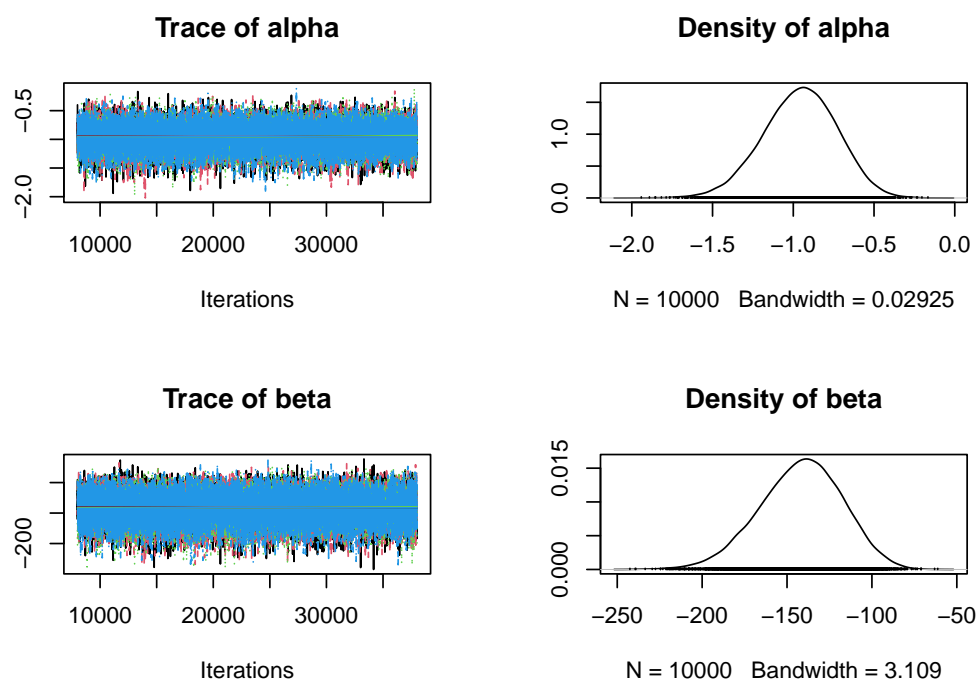 Trace of alpha
−0.5
−2.0
10000 20000 30000
Iterations
Density of alpha
1.0
0.0
−2.0 −1.5 −1.0 −0.5 0.0
N = 10000 Bandwidth = 0.02925
Trace of beta
−200
10000 20000 30000
Iterations
Density of beta
0.015
0.000
−250 −200 −150 −100 −50
N = 10000 Bandwidth = 3.109